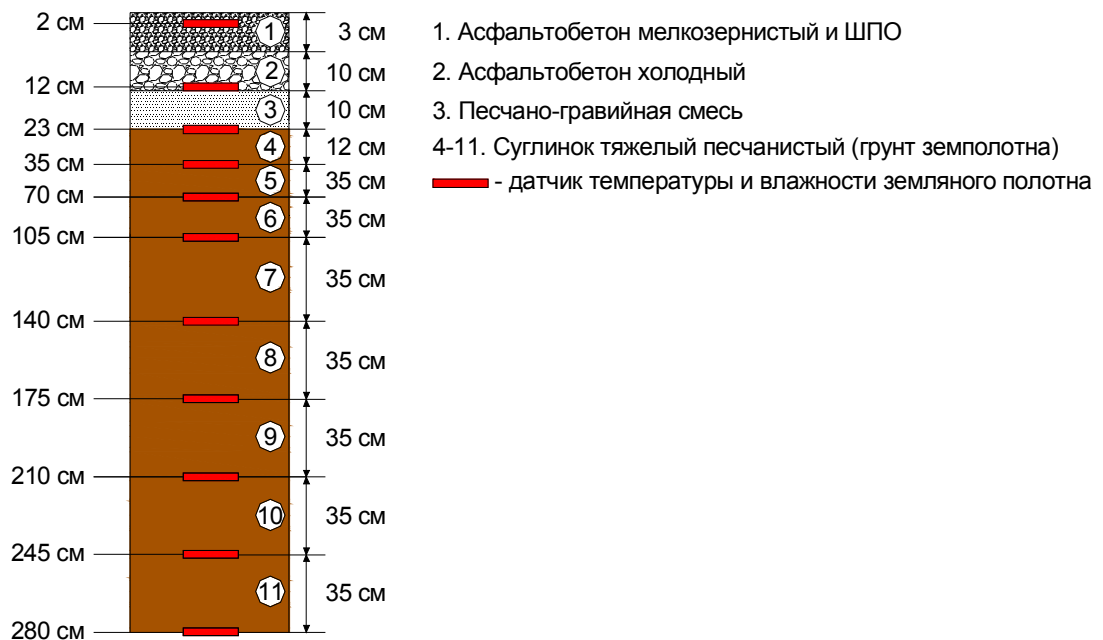 2 см
1
3 см
1. Асфальтобетон мелкозернистый и ШПО
2
10 см
2. Асфальтобетон холодный
12 см
3
10 см
3. Песчано-гравийная смесь
23 см
4
12 см
4-11. Суглинок тяжелый песчанистый (грунт земполотна)
35 см
5
35 см
- датчик температуры и влажности земляного полотна
70 см
6
35 см
105 см
7
35 см
140 см
8
35 см
175 см
9
35 см
210 см
10
35 см
245 см
11
35 см
280 см